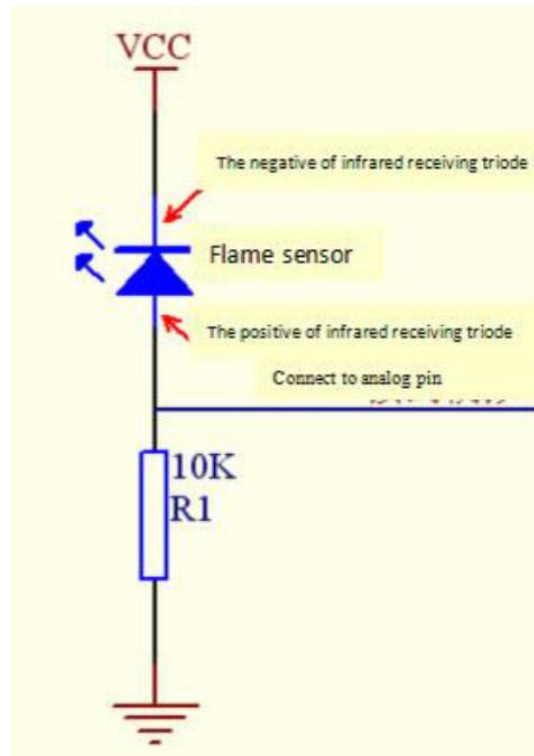 VCC
The negative of infrared receiving triode
Flame sensor
The positive of infrared receiving triode
Connect to analog pin
10K
R1